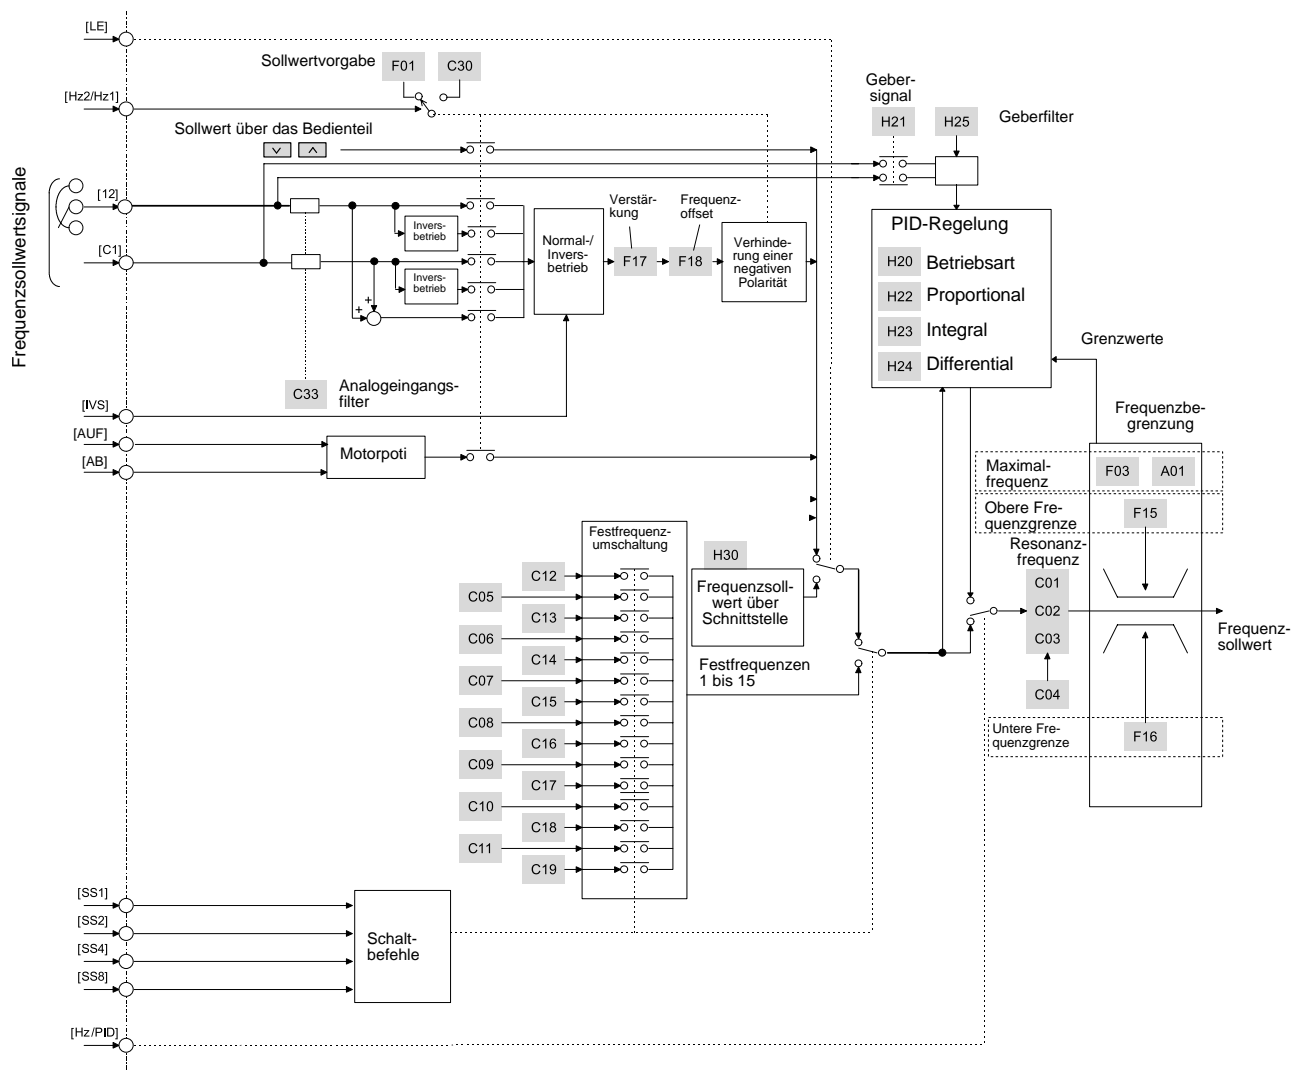 [LE]
Sollwertvorgabe
F01
C30
[Hz2/Hz1]
Sollwert über das Bedienteil
Geber-
signal
H21
H25
Geberfilter
Frequenzsollwertsignale
[12]
[C1]
+
+
Invers-
betrieb
Invers-
betrieb
Normal-/
Invers-
betrieb
Verstär-
kung
F17
Frequenz-
offset
F18
Verhinde-
rung einer
negativen
Polarität
PID-Regelung
H20 Betriebsart
H22 Proportional
H23 Integral
H24 Differential
Grenzwerte
C33
Analogeingangs-
filter
[IVS]
[AUF]
[AB]
Motorpoti
Frequenzbe-
grenzung
Maximal-
frequenz
F03
A01
Obere Fre-
quenzgrenze
F15
Resonanz-
frequenz
C01
C02
C03
C04
Frequenz-
sollwert
Untere Fre-
quenzgrenze
F16
Festfrequenz-
umschaltung
H30
Frequenzsoll-
wert über
Schnittstelle
Festfrequenzen
1 bis 15
C12
C05
C13
C06
C14
C07
C15
C08
C16
C09
C17
C10
C18
C11
C19
[SS1]
[SS2]
[SS4]
[SS8]
Schalt-
befehle
[Hz/PID]